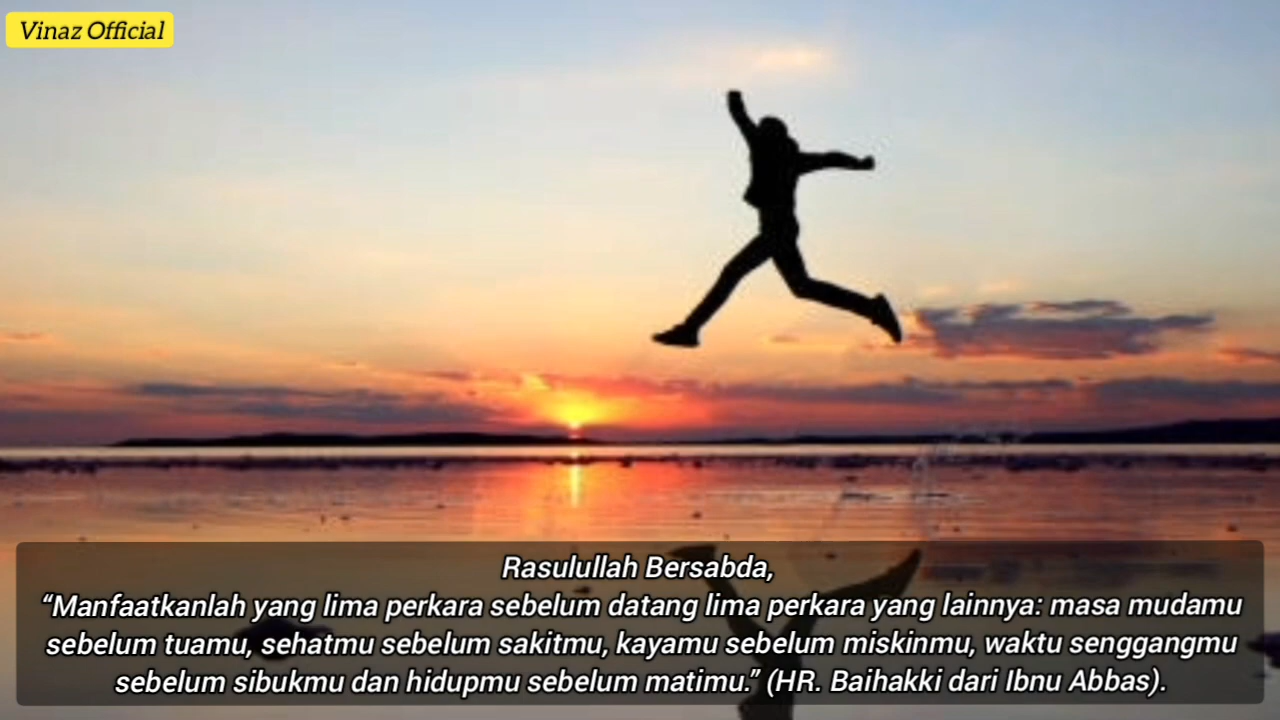 Vinaz Official
Rasulullah Bersabda,
“Manfaatkanlah yang lima perkara sebelum datang lima perkara yang lainnya: masa mudamu
sebelum tuamu, sehatmu sebelum sakitmu, kayamu sebelum miskinmu, waktu senggangmu
sebelum sibukmu dan hidupmu sebelum matimu.” (HR. Baihakki dari Ibnu Abbas).